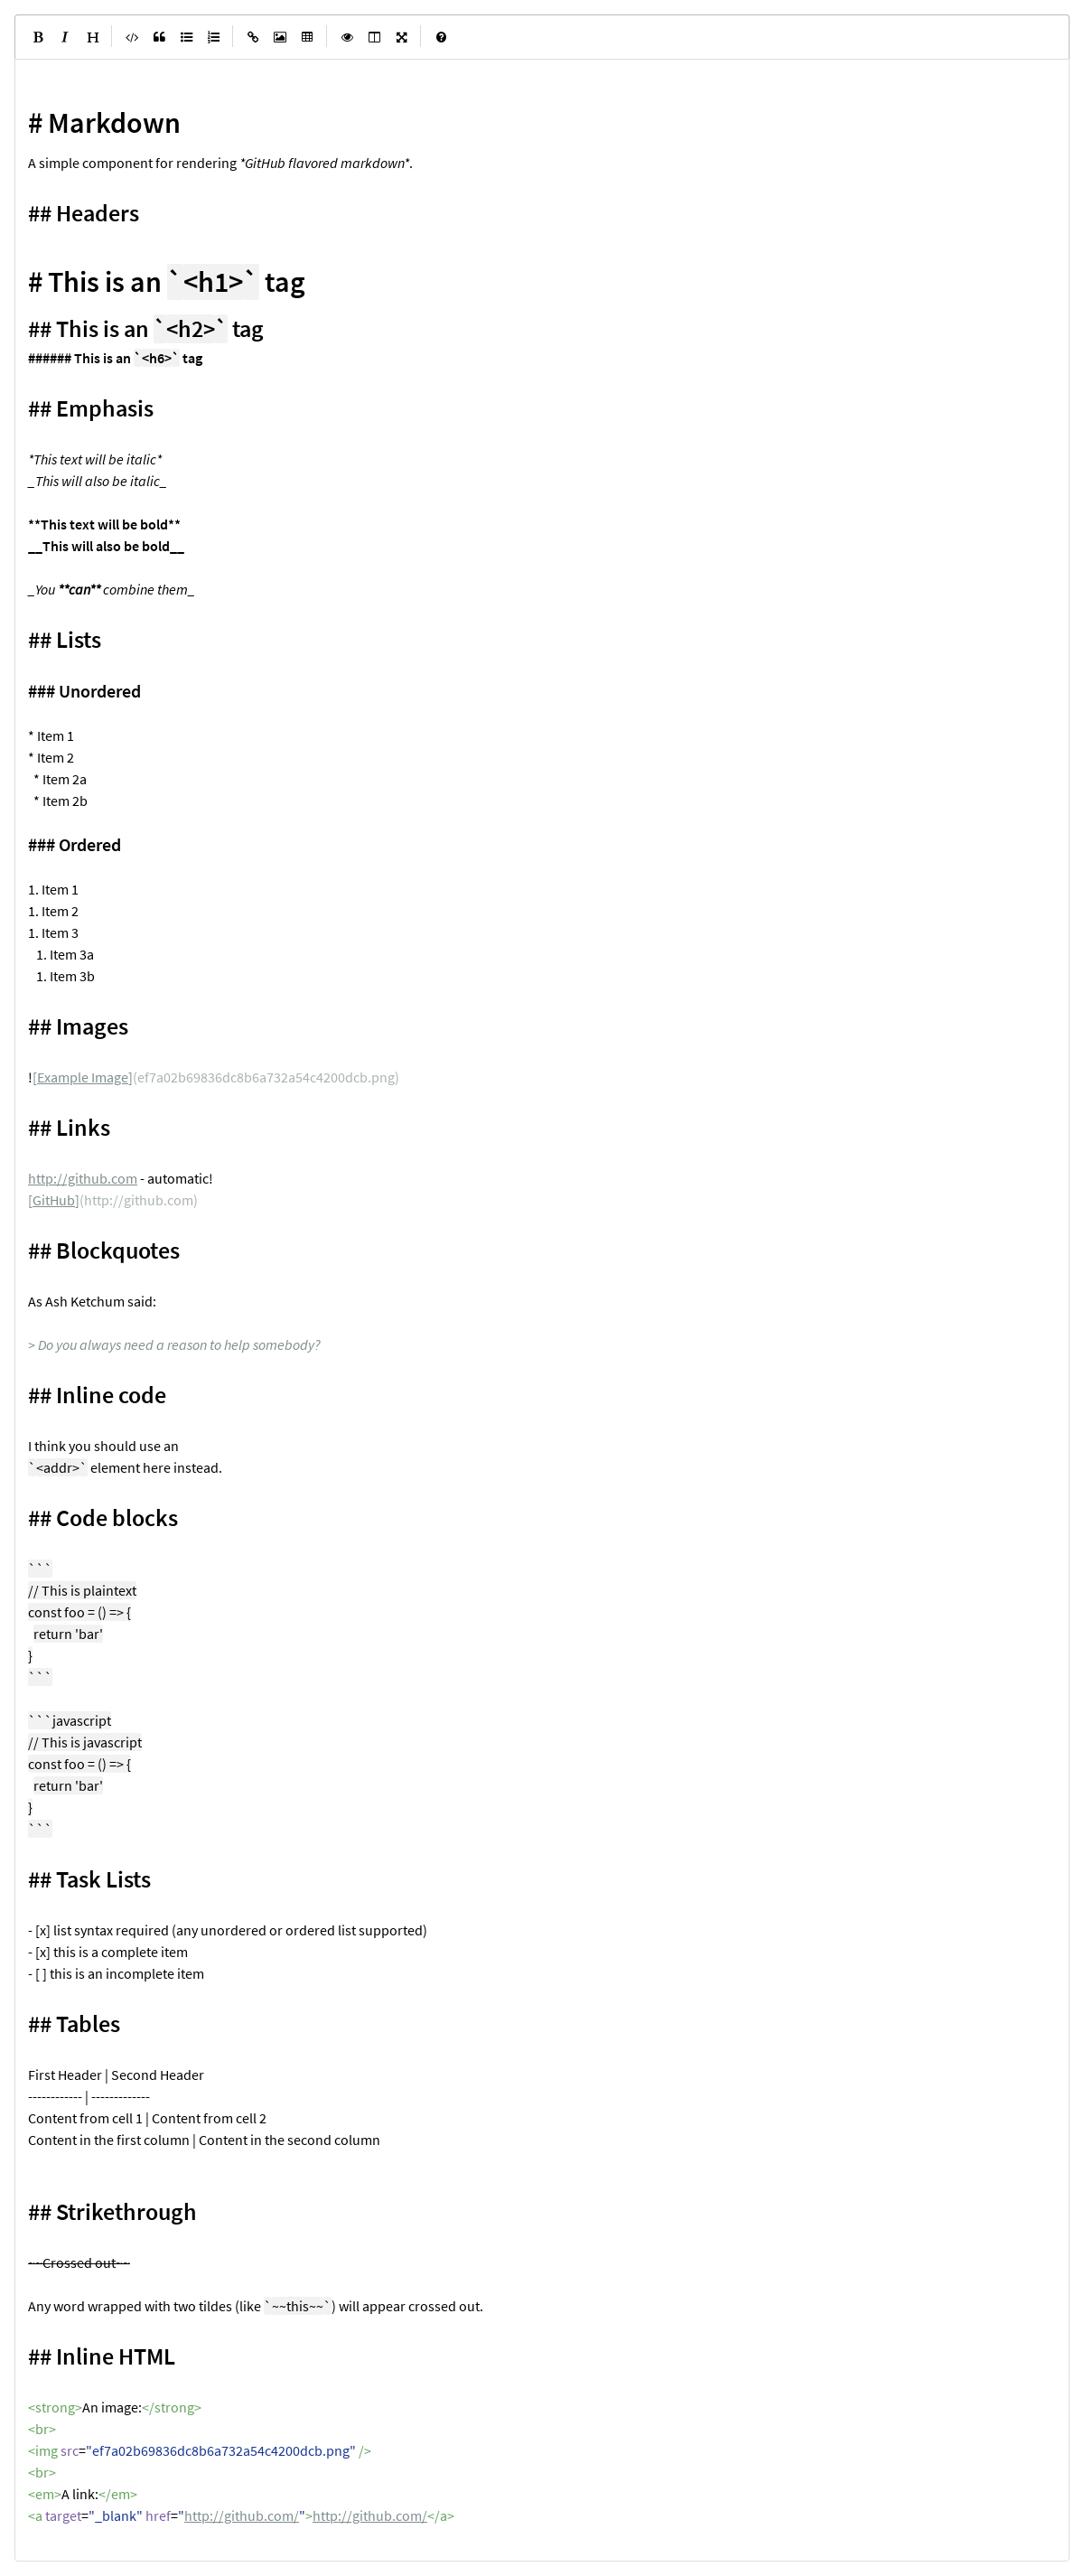 # Markdown
A simple component for rendering *GitHub flavored markdown*.
## Headers
# This is an `<h1>` tag
## This is an `<h2>` tag
###### This is an `<h6>` tag
## Emphasis
*This text will be italic*
_This will also be italic_
**This text will be bold**
__This will also be bold__
_You **can** combine them_
## Lists
### Unordered
* Item 1
* Item 2
  * Item 2a
  * Item 2b
### Ordered
1. Item 1
1. Item 2
1. Item 3
   1. Item 3a
   1. Item 3b
## Images
![Example Image](ef7a02b69836dc8b6a732a54c4200dcb.png)
## Links
http://github.com - automatic!
[GitHub](http://github.com)
## Blockquotes
As Ash Ketchum said:
> Do you always need a reason to help somebody?
## Inline code
I think you should use an
`<addr>` element here instead.
## Code blocks
```
// This is plaintext
const foo = () => {
  return 'bar'
}
```
```javascript
// This is javascript
const foo = () => {
  return 'bar'
}
```
## Task Lists
- [x] list syntax required (any unordered or ordered list supported)
- [x] this is a complete item
- [ ] this is an incomplete item
## Tables
First Header | Second Header
------------ | -------------
Content from cell 1 | Content from cell 2
Content in the first column | Content in the second column
## Strikethrough
~~Crossed out~~
Any word wrapped with two tildes (like `~~this~~`) will appear crossed out.
## Inline HTML
<strong>An image:</strong>
<br>
<img src="ef7a02b69836dc8b6a732a54c4200dcb.png" />
<br>
<em>A link:</em>
<a target="_blank" href="http://github.com/">http://github.com/</a>